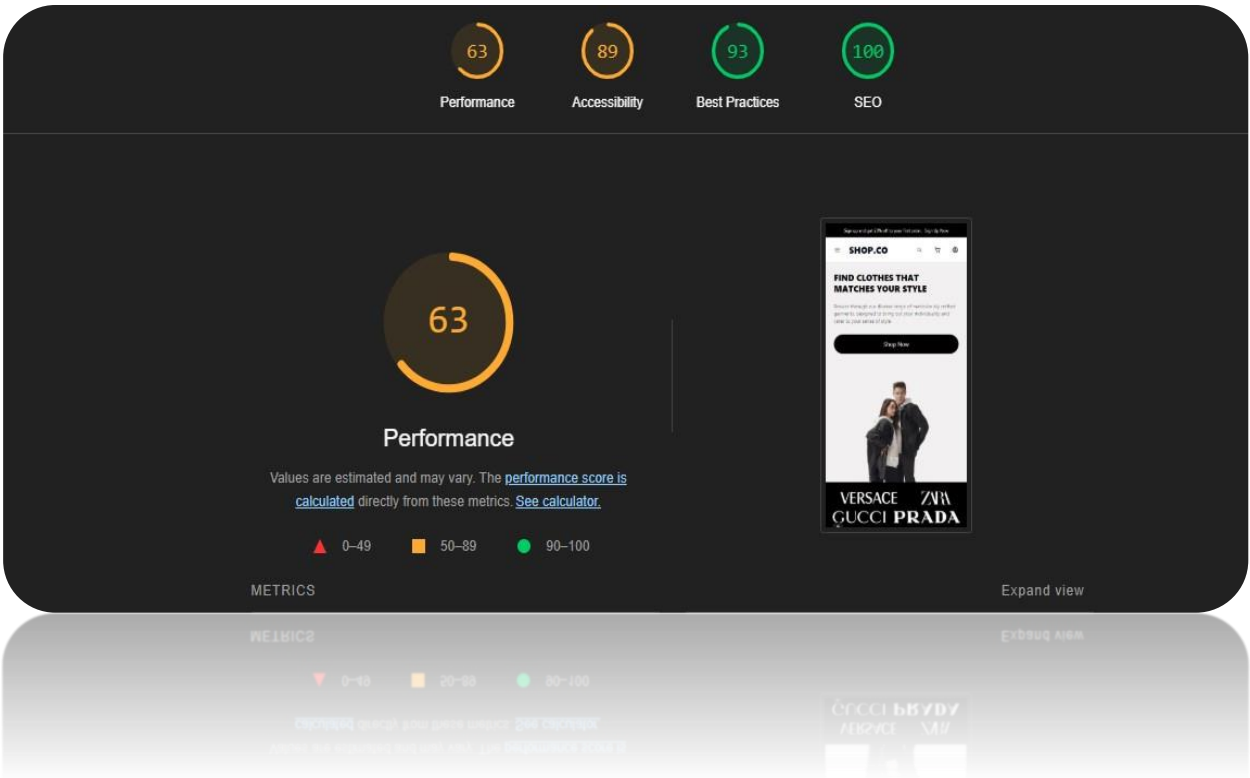 63
89
93
100
Performance
Accessibility
Best Practices
SEO
63
Performance
Values are estimated and may vary. The performance score is
calculated directly from these metrics. See calculator.
0–49
50–89
90–100
METRICS
Expand view
SHOP.CO
FIND CLOTHES THAT
MATCHES YOUR STYLE
Shop Now
VERSACE ZARA
GUCCI PRADA